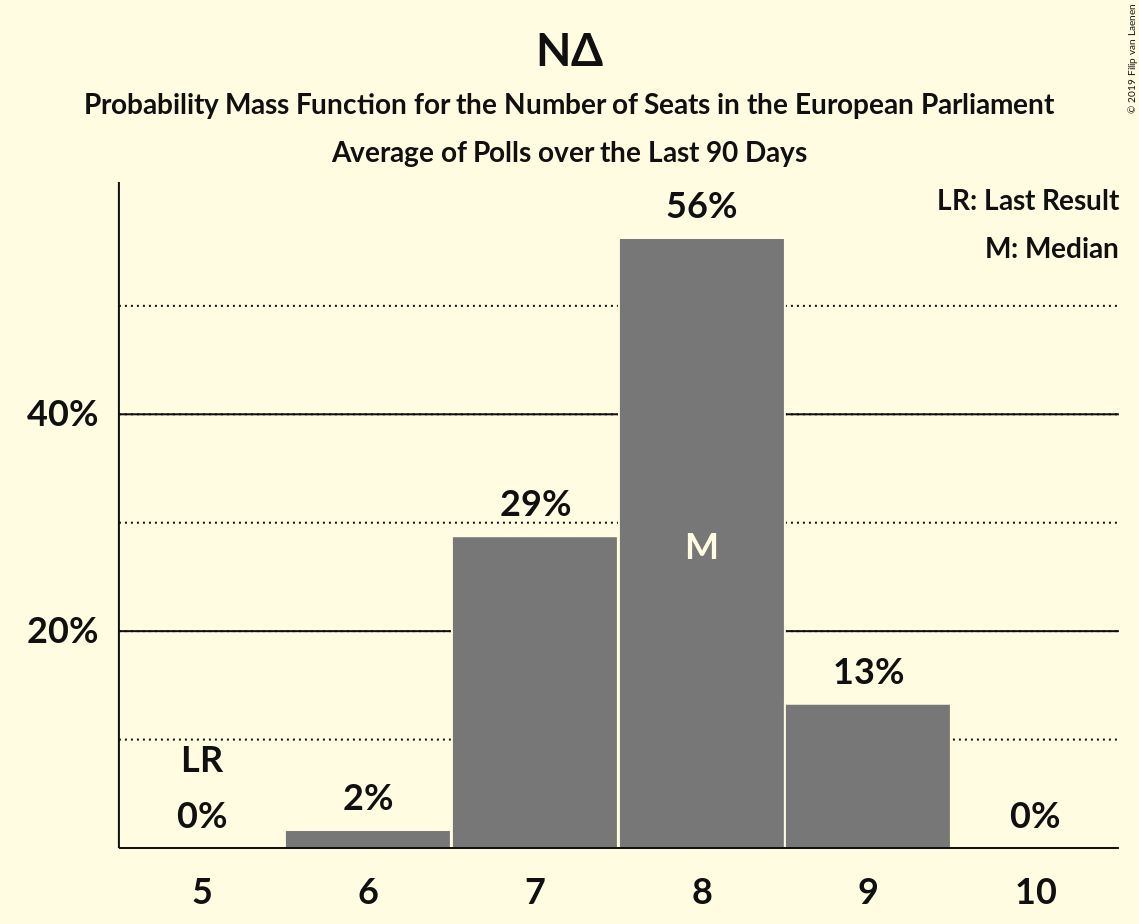 ΝΔ
Probability Mass Function for the Number of Seats in the European Parliament
Average of Polls over the Last 90 Days
© 2019 Filip van Laenen
LR: Last Result
M: Median
56%
40%
29%
M
20%
13%
LR
0%
2%
0%
5 6 7 8 9 10